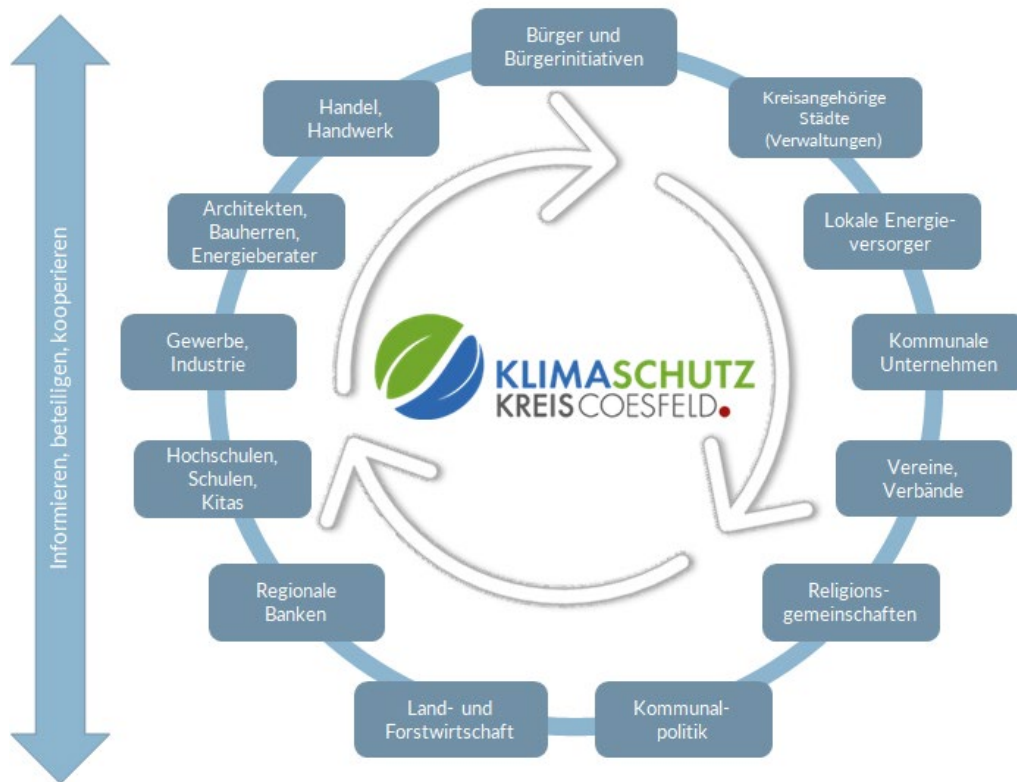 Informieren, beteiligen, kooperieren
Bürger und
Bürgerinitiativen
Kreisangehörige
Städte
(Verwaltungen)
Lokale Energie-
versorger
Kommunale
Unternehmen
Vereine,
Verbände
Religions-
gemeinschaften
Kommunal-
politik
Land- und
Forstwirtschaft
Regionale
Banken
Hochschulen,
Schulen,
Kitas
Gewerbe,
Industrie
Architekten,
Bauherren,
Energieberater
Handel,
Handwerk
KLIMASCHUTZ
KREIS COESFELD.